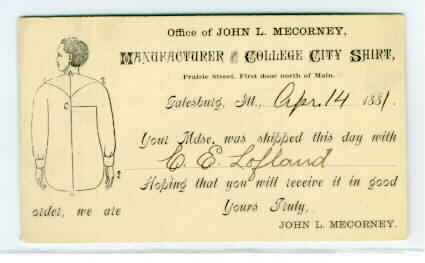 Office of JOHN L. MECORNEY,
MANUFACTURER OF COLLEGE CITY SHIRT,
Prairie Street, First door north of Main.
Galesburg, Ill., Apr. 14 1881.
Your Mdse. was shipped this day with
C. E. Lofland
Hoping that you will receive it in good
order, we are Yours Truly,
JOHN L. MECORNEY.